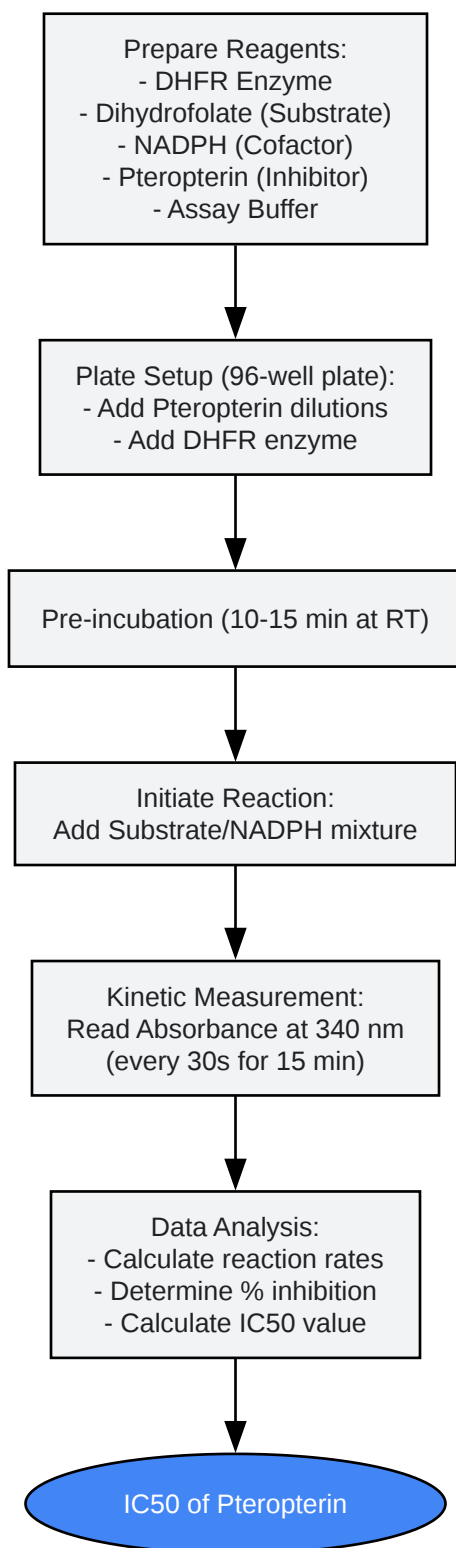 Prepare Reagents:
- DHFR Enzyme
- Dihydrofolate (Substrate)
- NADPH (Cofactor)
- Pteropterin (Inhibitor)
- Assay Buffer
Plate Setup (96-well plate):
- Add Pteropterin dilutions
- Add DHFR enzyme
Pre-incubation (10-15 min at RT)
Initiate Reaction:
Add Substrate/NADPH mixture
Kinetic Measurement:
Read Absorbance at 340 nm
(every 30s for 15 min)
Data Analysis:
- Calculate reaction rates
- Determine % inhibition
- Calculate IC50 value
IC50 of Pteropterin